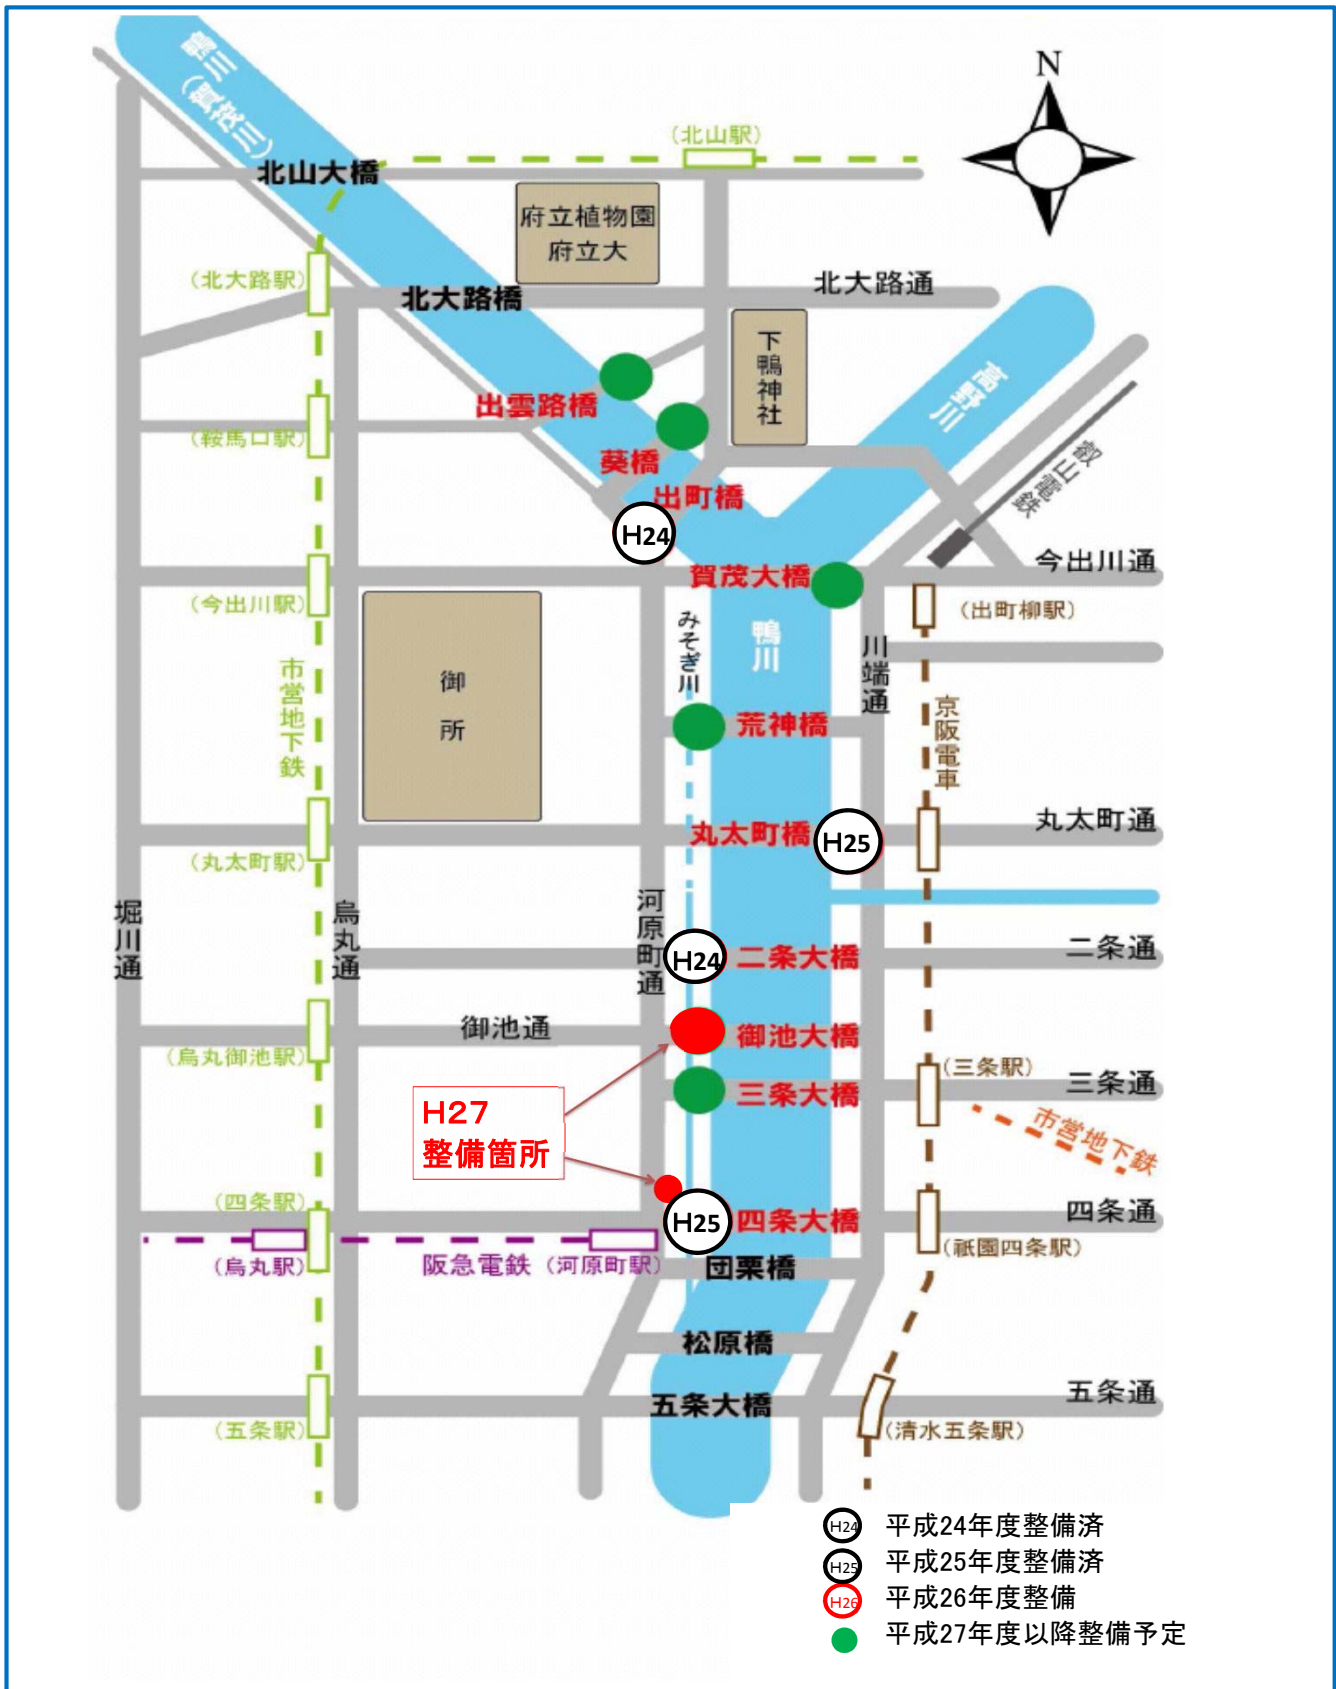 鴨川(賀茂川)
N
(北山駅)
北山大橋
府立植物園
府立大
(北大路駅)
北大路橋
北大路通
下鴨神社
高野川
出雲路橋
(鞍馬口駅)
葵橋
出町橋
叡山電鉄
H24
賀茂大橋
今出川通
(今出川駅)
(出町柳駅)
みそぎ川
鴨川
川端通
市営地下鉄
御
所
京阪電車
荒神橋
丸太町橋
H25
丸太町通
(丸太町駅)
堀川通
烏丸通
河原町通
H24
二条大橋
二条通
御池通
御池大橋
(烏丸御池駅)
(三条駅)
三条大橋
三条通
H27
整備箇所
市営地下鉄
(四条駅)
H25
四条大橋
四条通
(烏丸駅)
阪急電鉄
(河原町駅)
団栗橋
(祇園四条駅)
松原橋
五条大橋
五条通
(五条駅)
(清水五条駅)
H24 平成24年度整備済
H25 平成25年度整備済
H26 平成26年度整備
平成27年度以降整備予定